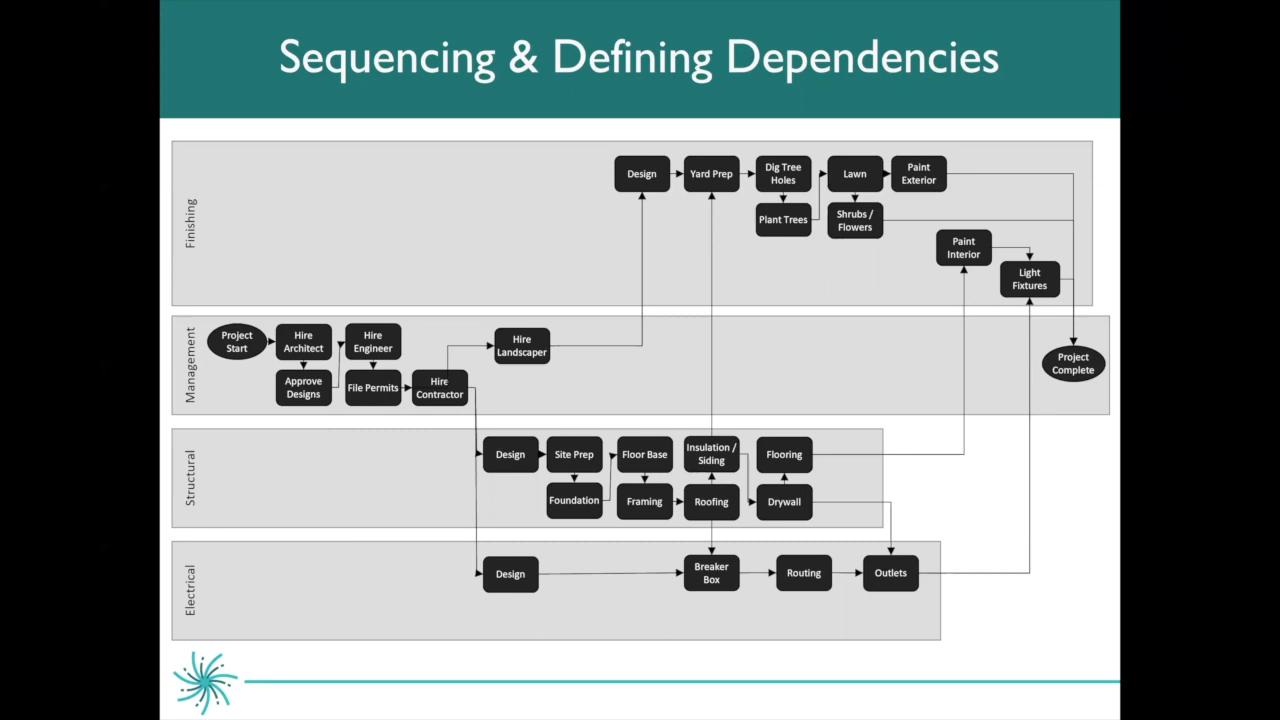 Sequencing & Defining Dependencies
Finishing
Design
Yard Prep
Dig Tree
Holes
Plant Trees
Lawn
Shrubs /
Flowers
Paint
Exterior
Paint
Interior
Light
Fixtures
Management
Project
Start
Hire
Architect
Approve
Designs
Hire
Engineer
File Permits
Hire
Contractor
Hire
Landscaper
Project
Complete
Structural
Design
Site Prep
Foundation
Floor Base
Framing
Insulation /
Siding
Roofing
Flooring
Drywall
Electrical
Design
Breaker
Box
Routing
Outlets